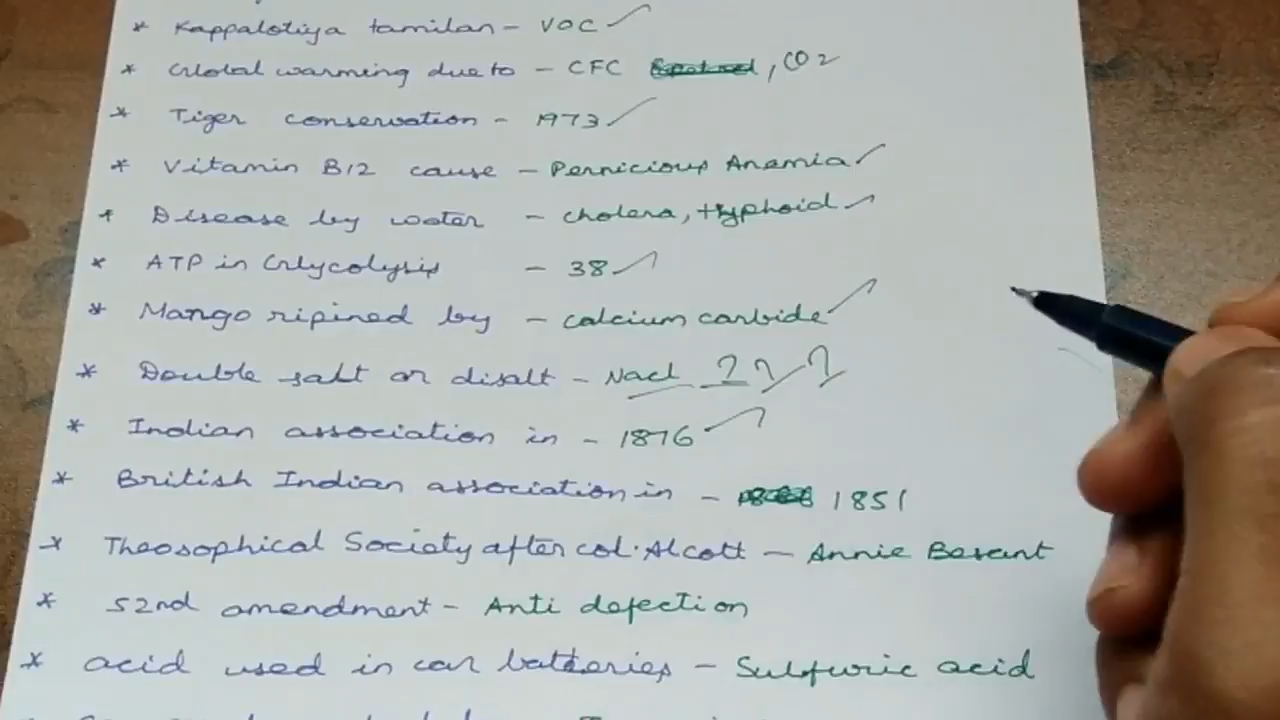 * Kappalotiya tamilan - VOC
* Global warming due to - CFC , CO2
* Tiger conservation - 1973
* Vitamin B12 cause - Pernicious Anemia
* Disease by water - cholera, typhoid
* ATP in Glycolysis - 38
* Mango ripined by - calcium carbide
* Double salt or disalt - Nacl ???
* Indian association in - 1876
* British Indian association in - 1851
* Theosophical Society after col. Alcott - Annie Besant
* 52nd amendment - Anti defection
* acid used in car batteries - Sulfuric acid